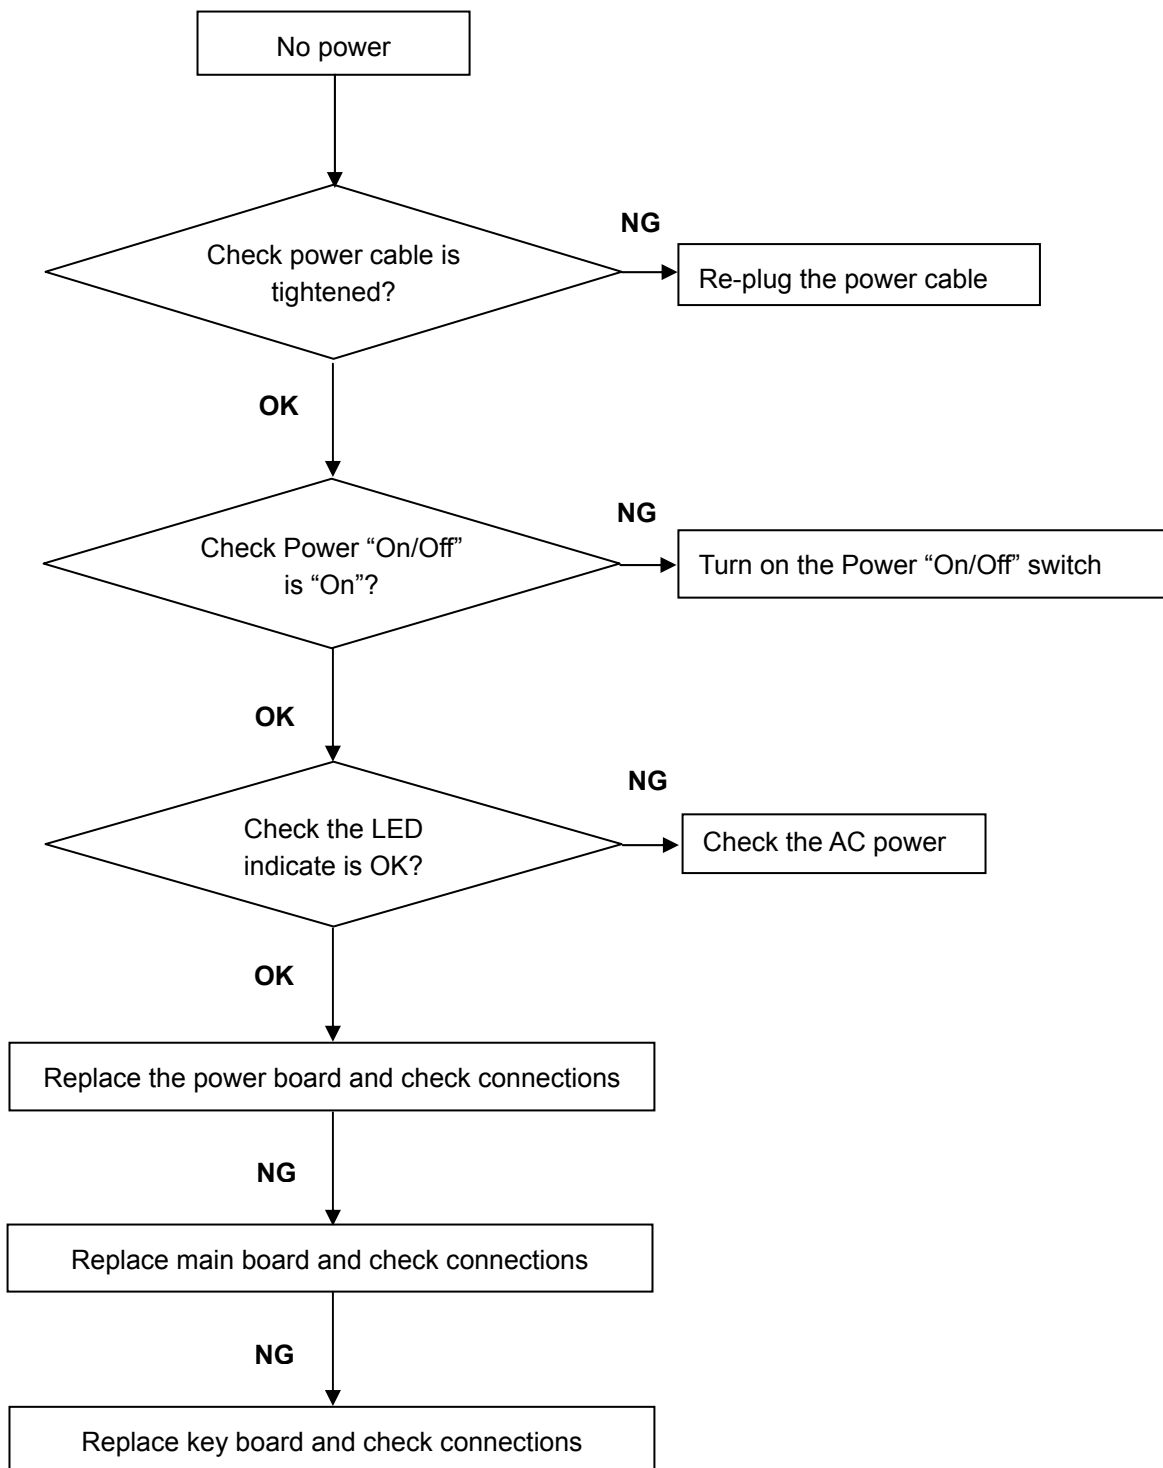 No power
NG
Check power cable is
tightened?
Re-plug the power cable
OK
NG
Check Power “On/Off”
is “On”?
Turn on the Power “On/Off” switch
OK
NG
Check the LED
indicate is OK?
Check the AC power
OK
Replace the power board and check connections
NG
Replace main board and check connections
NG
Replace key board and check connections